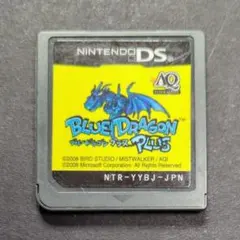 NINTENDO DS
AQ
BLUE DRAGON
ブルードラゴン プラス
PLUS
©2008 BIRD STUDIO / MISTWALKER / AQI
©2008 Microsoft Corporation All Rights Reserved.
NTR-YYBJ-JPN